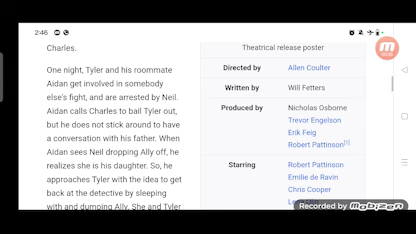 2:46
Charles.
One night, Tyler and his roommate
Aidan get involved in somebody
else's fight, and are arrested by Neil.
Aidan calls Charles to bail Tyler out,
but he does not stick around to have
a conversation with his father. When
Aidan sees Neil dropping Ally off, he
realizes she is his daughter. So, he
approaches Tyler with the idea to get
back at the detective by sleeping
with and dumping Ally. She and Tyler
Theatrical release poster
Directed by Allen Coulter
Written by Will Fetters
Produced by Nicholas Osborne
Trevor Engelson
Erik Feig
Robert Pattinson[1]
Starring Robert Pattinson
Emilie de Ravin
Chris Cooper
Recorded by Mobizen